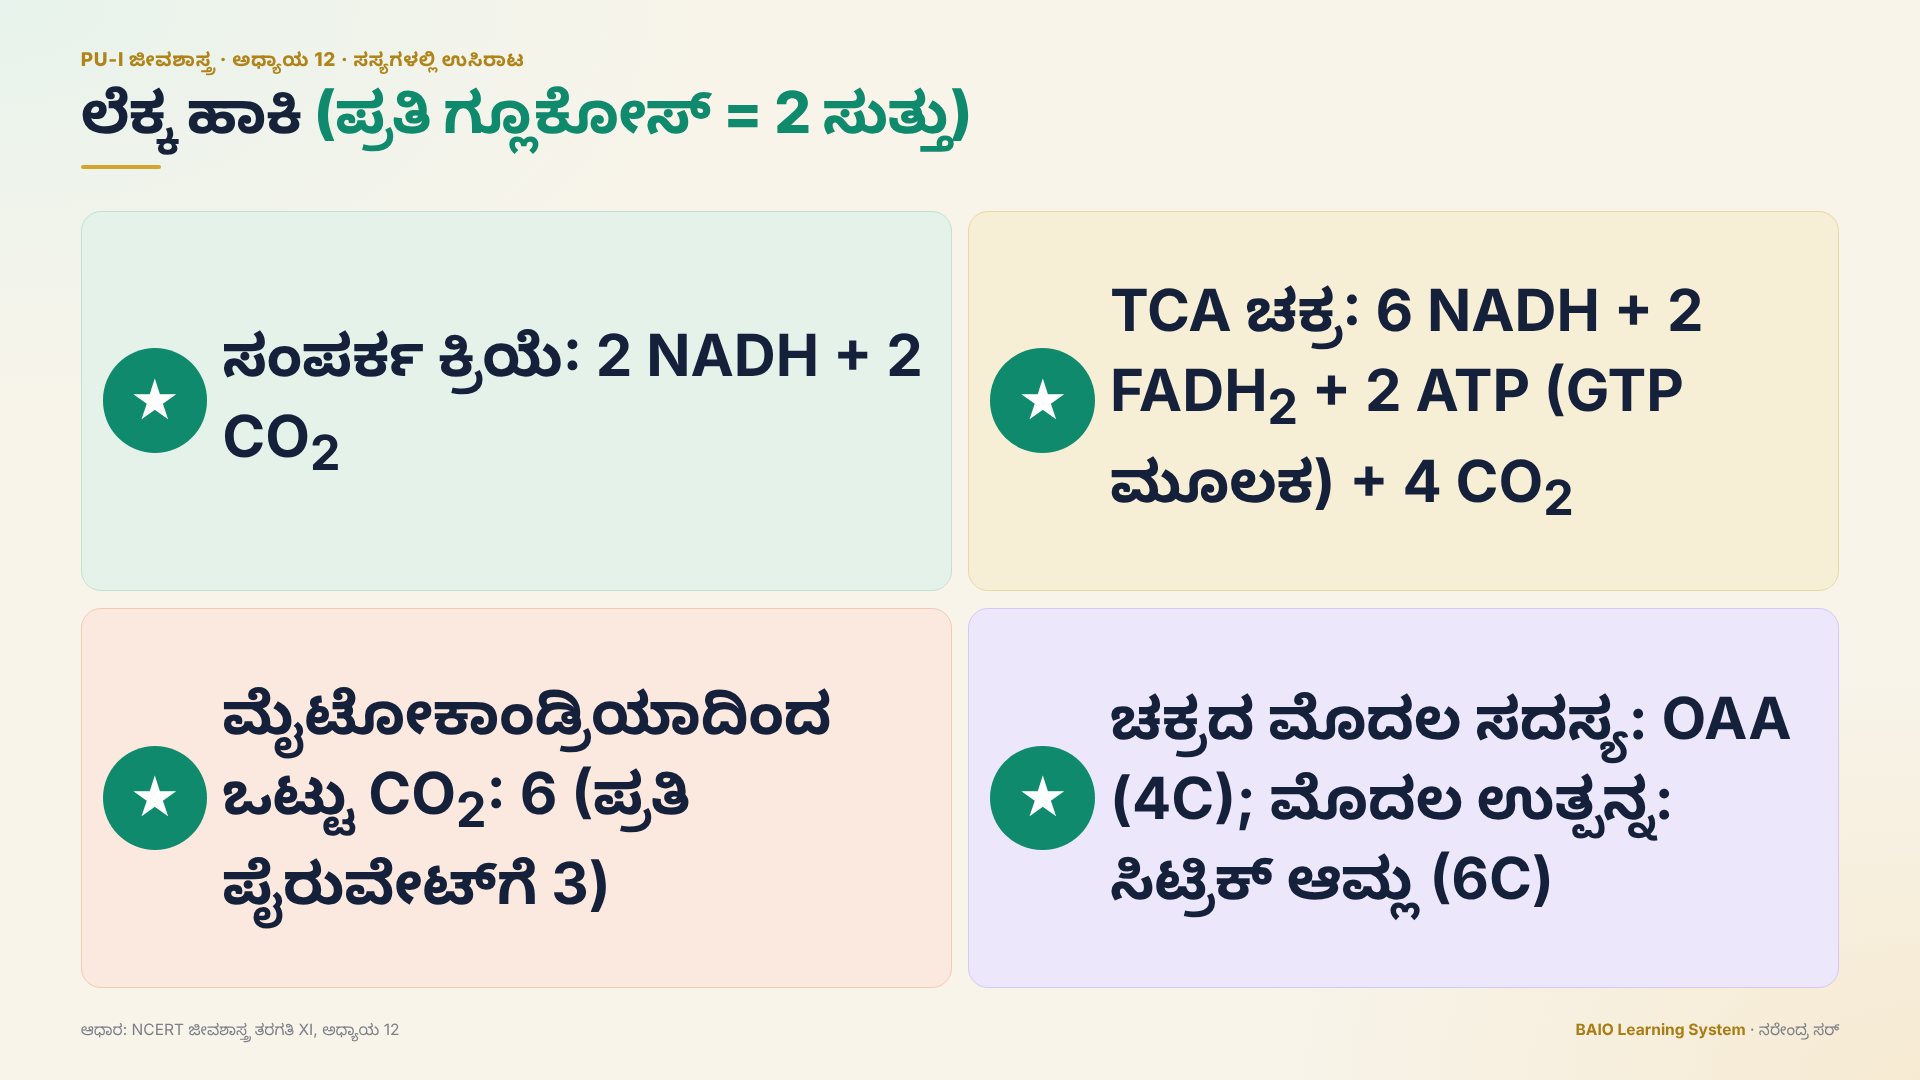 PU-I ಜೀವಶಾಸ್ತ್ರ · ಅಧ್ಯಾಯ 12 · ಸಸ್ಯಗಳಲ್ಲಿ ಉಸಿರಾಟ
ಲೆಕ್ಕ ಹಾಕಿ (ಪ್ರತಿ ಗ್ಲೂಕೋಸ್ = 2 ಸುತ್ತು)
ಸಂಪರ್ಕ ಕ್ರಿಯೆ: 2 NADH + 2
CO₂
TCA ಚಕ್ರ: 6 NADH + 2
FADH₂ + 2 ATP (GTP
ಮೂಲಕ) + 4 CO₂
ಮೈಟೋಕಾಂಡ್ರಿಯಾದಿಂದ
ಒಟ್ಟು CO₂: 6 (ಪ್ರತಿ
ಪೈರುವೇಟ್‌ಗೆ 3)
ಚಕ್ರದ ಮೊದಲ ಸದಸ್ಯ: OAA
(4C); ಮೊದಲ ಉತ್ಪನ್ನ:
ಸಿಟ್ರಿಕ್ ಆಮ್ಲ (6C)
ಆಧಾರ: NCERT ಜೀವಶಾಸ್ತ್ರ ತರಗತಿ XI, ಅಧ್ಯಾಯ 12
BAIO Learning System · ನರೇಂದ್ರ ಸರ್